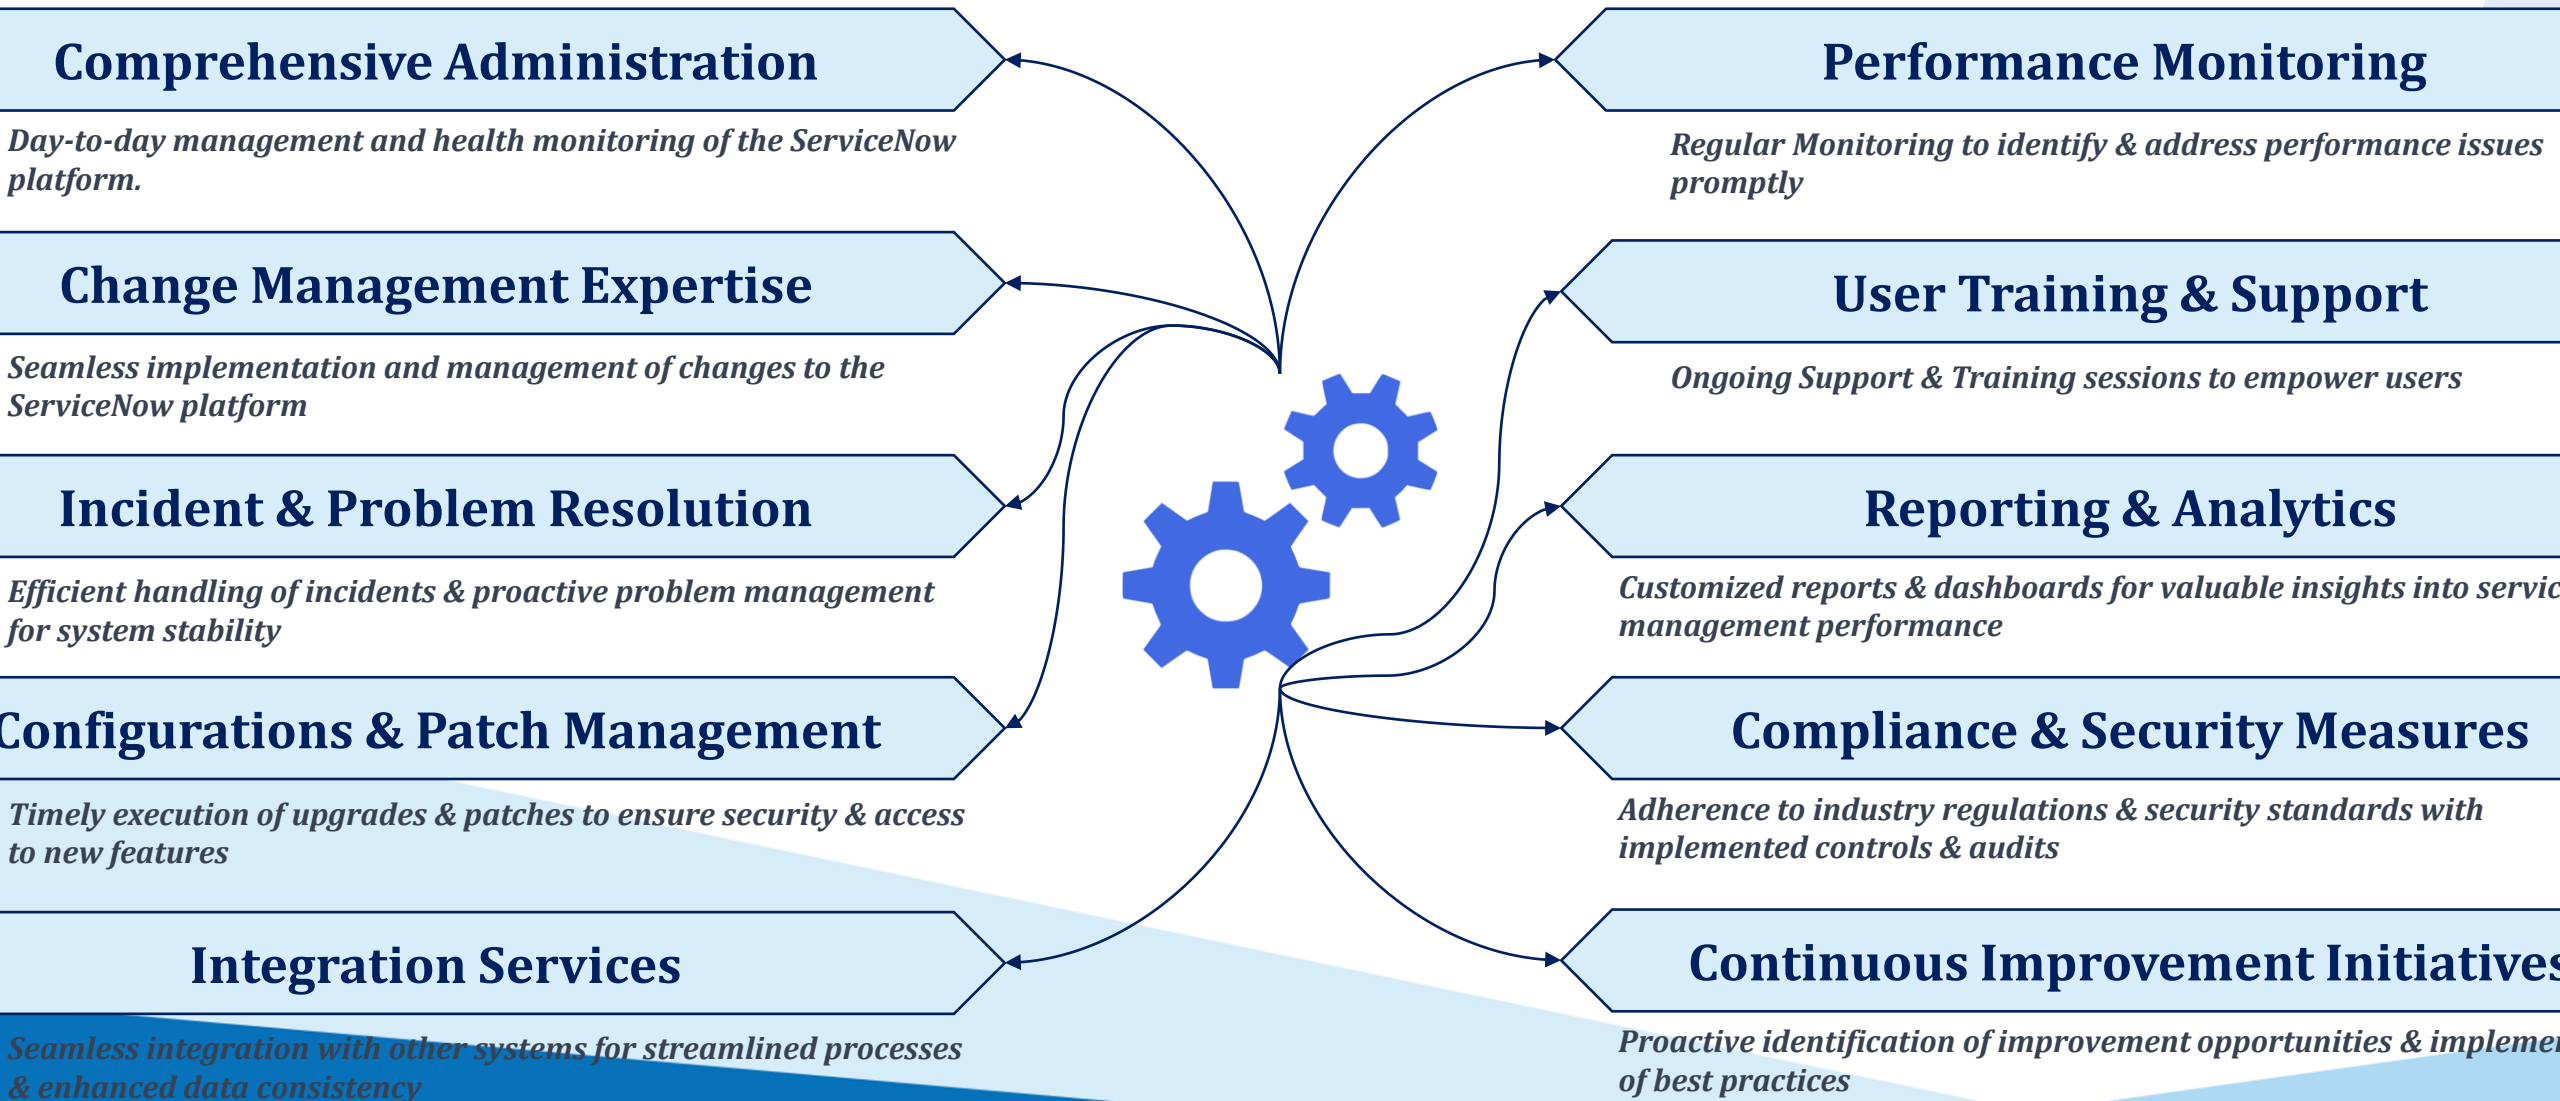 Comprehensive Administration
Day-to-day management and health monitoring of the ServiceNow
platform.
Change Management Expertise
Seamless implementation and management of changes to the
ServiceNow platform
Incident & Problem Resolution
Efficient handling of incidents & proactive problem management
for system stability
Configurations & Patch Management
Timely execution of upgrades & patches to ensure security & access
to new features
Integration Services
Seamless integration with other systems for streamlined processes
& enhanced data consistency
Performance Monitoring
Regular Monitoring to identify & address performance issues
promptly
User Training & Support
Ongoing Support & Training sessions to empower users
Reporting & Analytics
Customized reports & dashboards for valuable insights into
management performance
Compliance & Security Measures
Adherence to industry regulations & security standards with
implemented controls & audits
Continuous Improvement Initiatives
Proactive identification of improvement opportunities &
of best practices